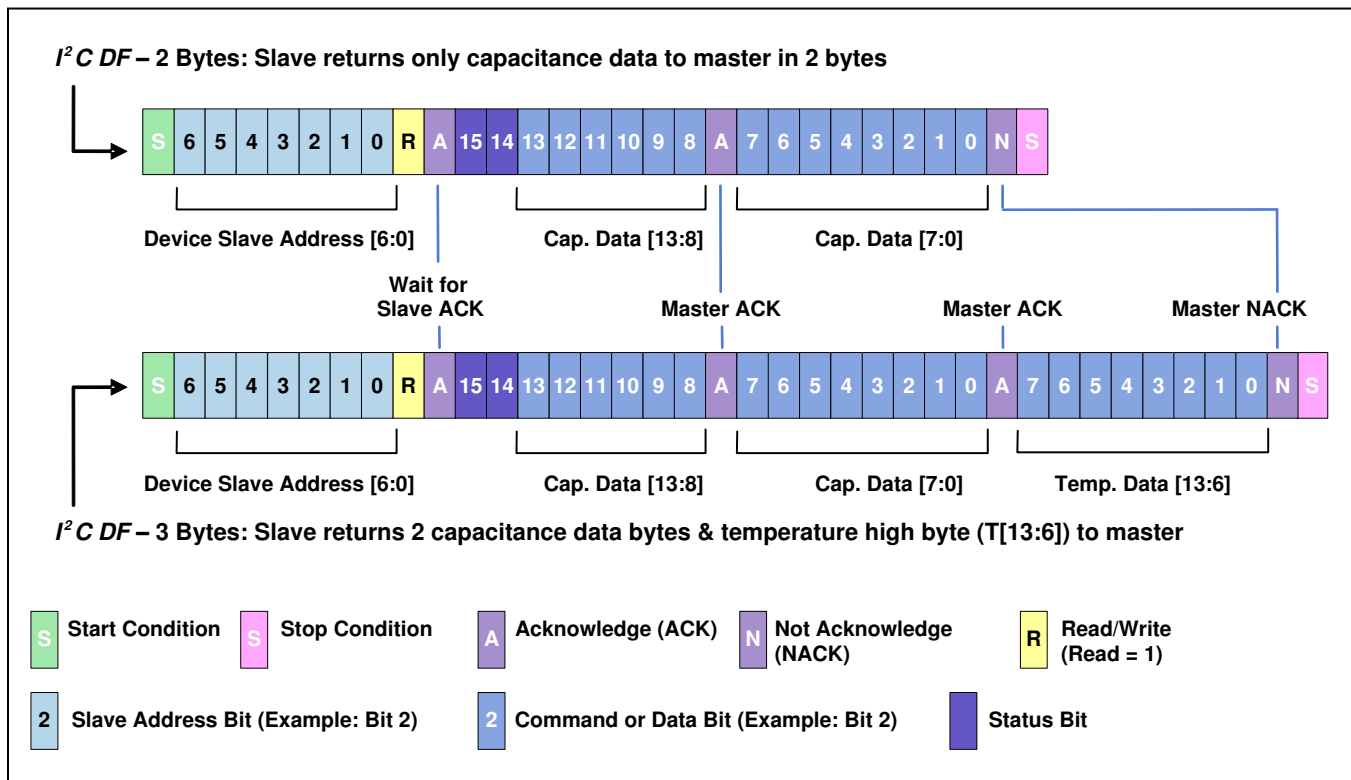 I²C DF – 2 Bytes: Slave returns only capacitance data to master in 2 bytes
S 6 5 4 3 2 1 0 R A 15 14 13 12 11 10 9 8 A 7 6 5 4 3 2 1 0 N S
Device Slave Address [6:0] Cap. Data [13:8] Cap. Data [7:0]
Wait for
Slave ACK Master ACK Master ACK Master NACK
S 6 5 4 3 2 1 0 R A 15 14 13 12 11 10 9 8 A 7 6 5 4 3 2 1 0 A 7 6 5 4 3 2 1 0 N S
Device Slave Address [6:0] Cap. Data [13:8] Cap. Data [7:0] Temp. Data [13:6]
I²C DF – 3 Bytes: Slave returns 2 capacitance data bytes & temperature high byte (T[13:6]) to master
S Start Condition S Stop Condition A Acknowledge (ACK) N Not Acknowledge
(NACK) R Read/Write
(Read = 1)
2 Slave Address Bit (Example: Bit 2) 2 Command or Data Bit (Example: Bit 2) Status Bit